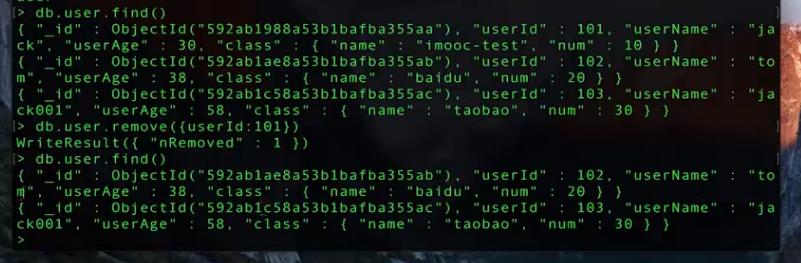 > db.user.find()
{ "_id" : ObjectId("592ab1988a53b1bafba355aa"), "userId" : 101, "userName" : "ja
ck", "userAge" : 30, "class" : { "name" : "imooc-test", "num" : 10 } }
{ "_id" : ObjectId("592ab1ae8a53b1bafba355ab"), "userId" : 102, "userName" : "to
m", "userAge" : 38, "class" : { "name" : "baidu", "num" : 20 } }
{ "_id" : ObjectId("592ab1c58a53b1bafba355ac"), "userId" : 103, "userName" : "ja
ck001", "userAge" : 58, "class" : { "name" : "taobao", "num" : 30 } }
> db.user.remove({userId:101})
WriteResult({ "nRemoved" : 1 })
> db.user.find()
{ "_id" : ObjectId("592ab1ae8a53b1bafba355ab"), "userId" : 102, "userName" : "to
m", "userAge" : 38, "class" : { "name" : "baidu", "num" : 20 } }
{ "_id" : ObjectId("592ab1c58a53b1bafba355ac"), "userId" : 103, "userName" : "ja
ck001", "userAge" : 58, "class" : { "name" : "taobao", "num" : 30 } }
>